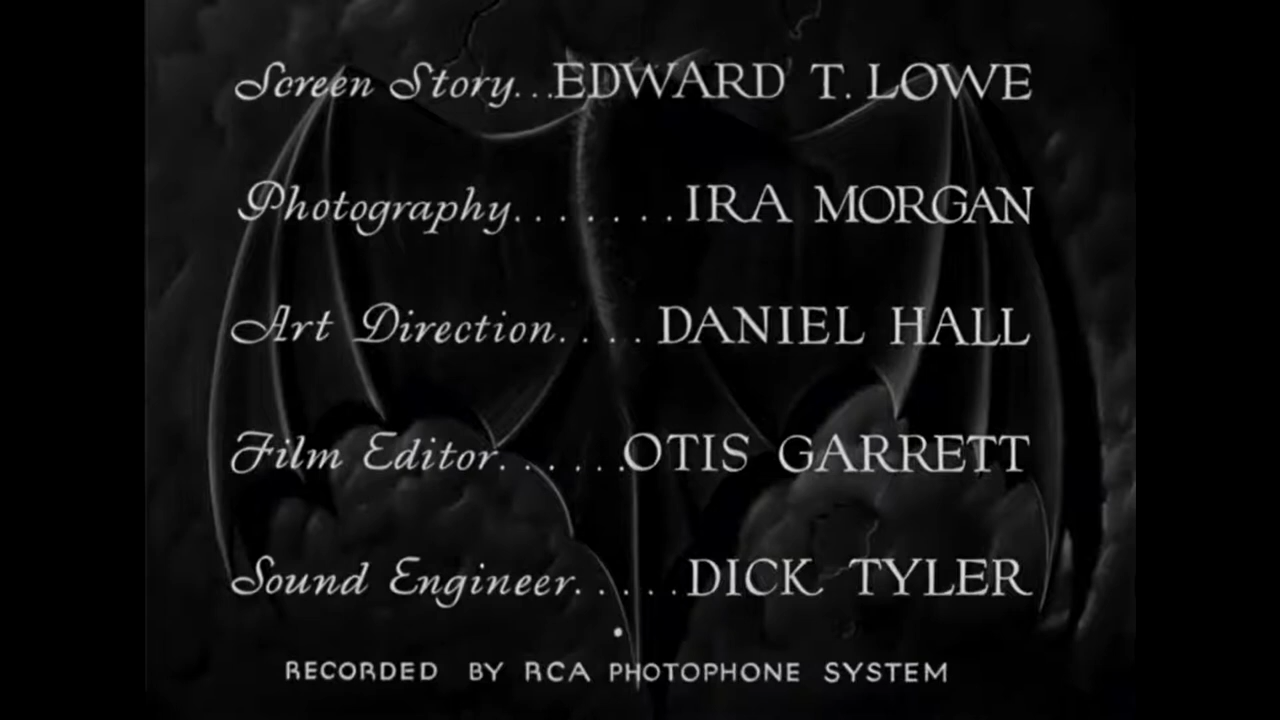 Screen Story...EDWARD T. LOWE
Photography.......IRA MORGAN
Art Direction....DANIEL HALL
Film Editor......OTIS GARRETT
Sound Engineer.....DICK TYLER
RECORDED BY RCA PHOTOPHONE SYSTEM